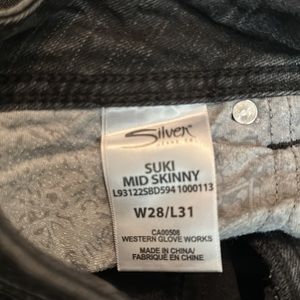 Silver
JEANS CO.
SUKI
MID SKINNY
L93122SBD594 1000113
W28/L31
CA00506
WESTERN GLOVE WORKS
MADE IN CHINA/
FABRIQUÉ EN CHINE